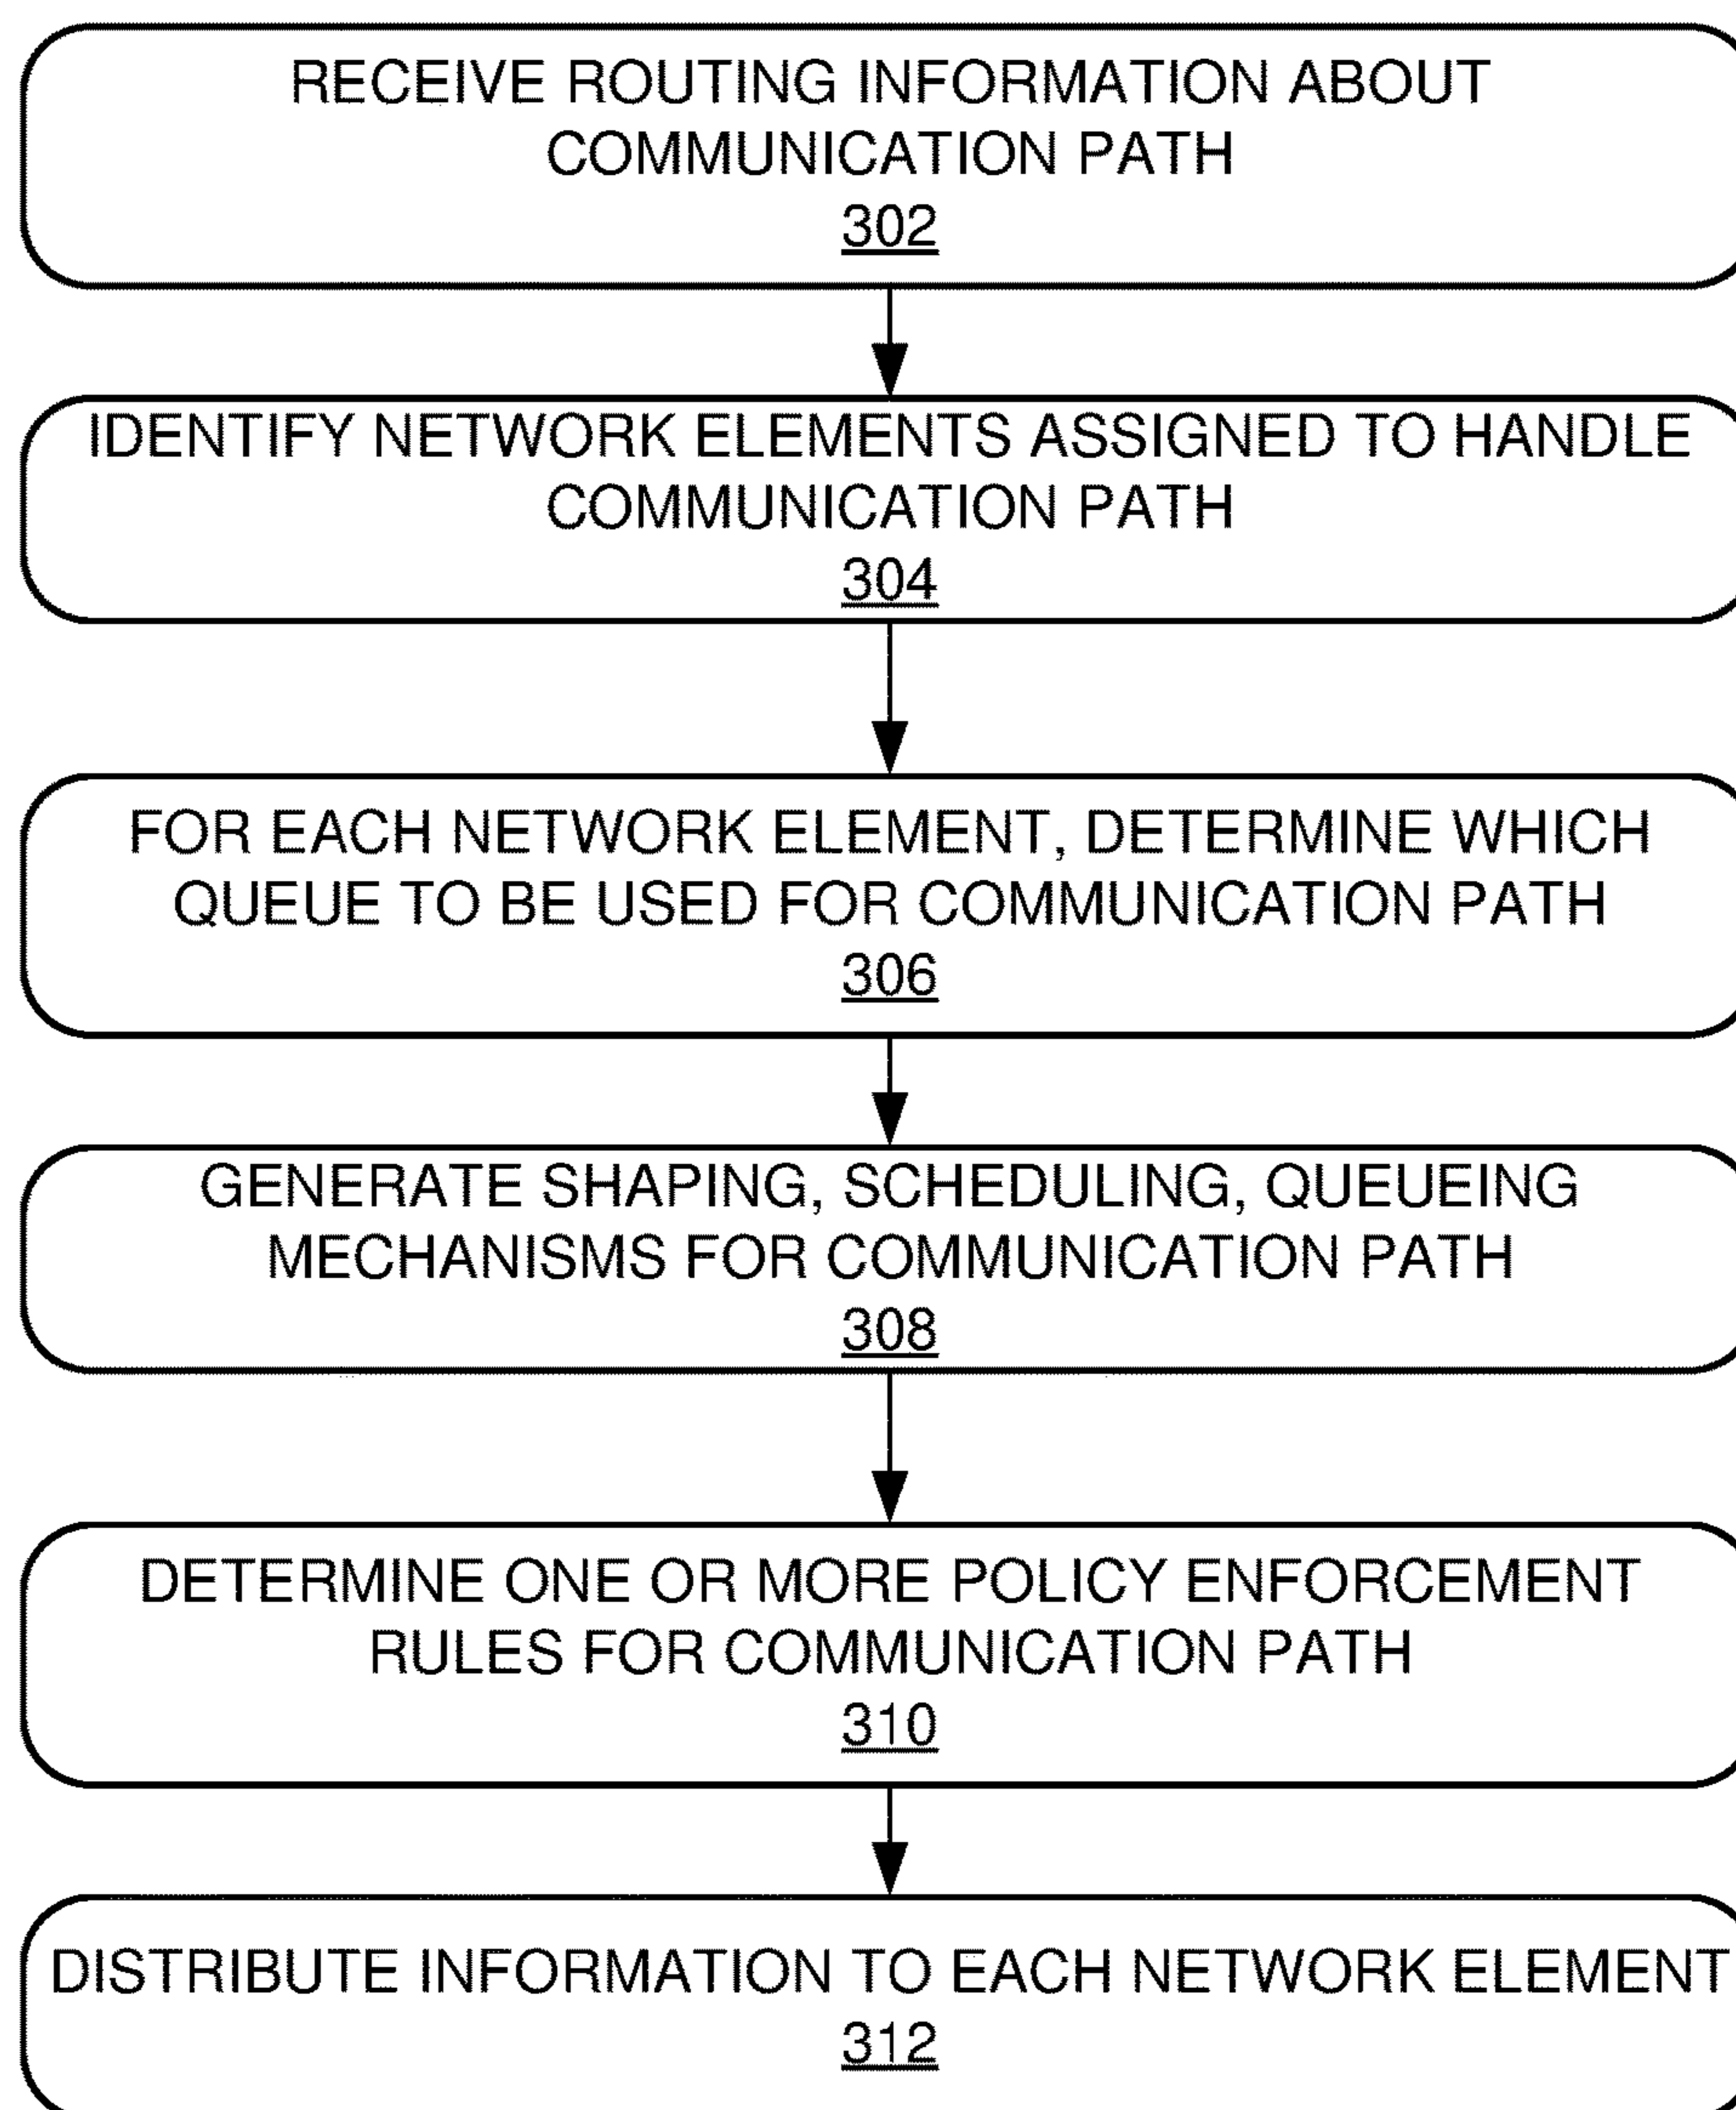 RECEIVE ROUTING INFORMATION ABOUT
COMMUNICATION PATH
302
IDENTIFY NETWORK ELEMENTS ASSIGNED TO HANDLE
COMMUNICATION PATH
304
FOR EACH NETWORK ELEMENT, DETERMINE WHICH
QUEUE TO BE USED FOR COMMUNICATION PATH
306
GENERATE SHAPING, SCHEDULING, QUEUEING
MECHANISMS FOR COMMUNICATION PATH
308
DETERMINE ONE OR MORE POLICY ENFORCEMENT
RULES FOR COMMUNICATION PATH
310
DISTRIBUTE INFORMATION TO EACH NETWORK ELEMENT
312